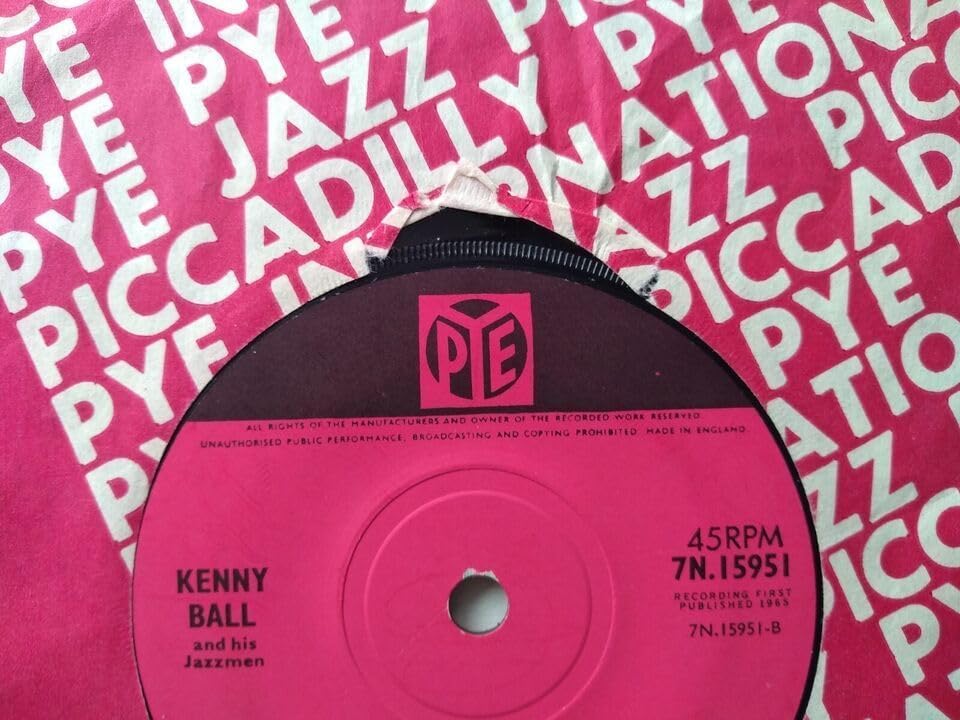 PYE
JAZZ
PICCADILLY PYE
PYE INTERNATIONAL
PYE JAZZ PICCADILLY
PICCADILLY
PYE
PYE
ALL RIGHTS OF THE MANUFACTURERS AND OWNER OF THE RECORDED WORK RESERVED
UNAUTHORISED PUBLIC PERFORMANCE, BROADCASTING AND COPYING PROHIBITED. MADE IN ENGLAND.
KENNY
BALL
and his
Jazzmen
45RPM
7N.15951
RECORDING FIRST
PUBLISHED 1965
7N.15951-B